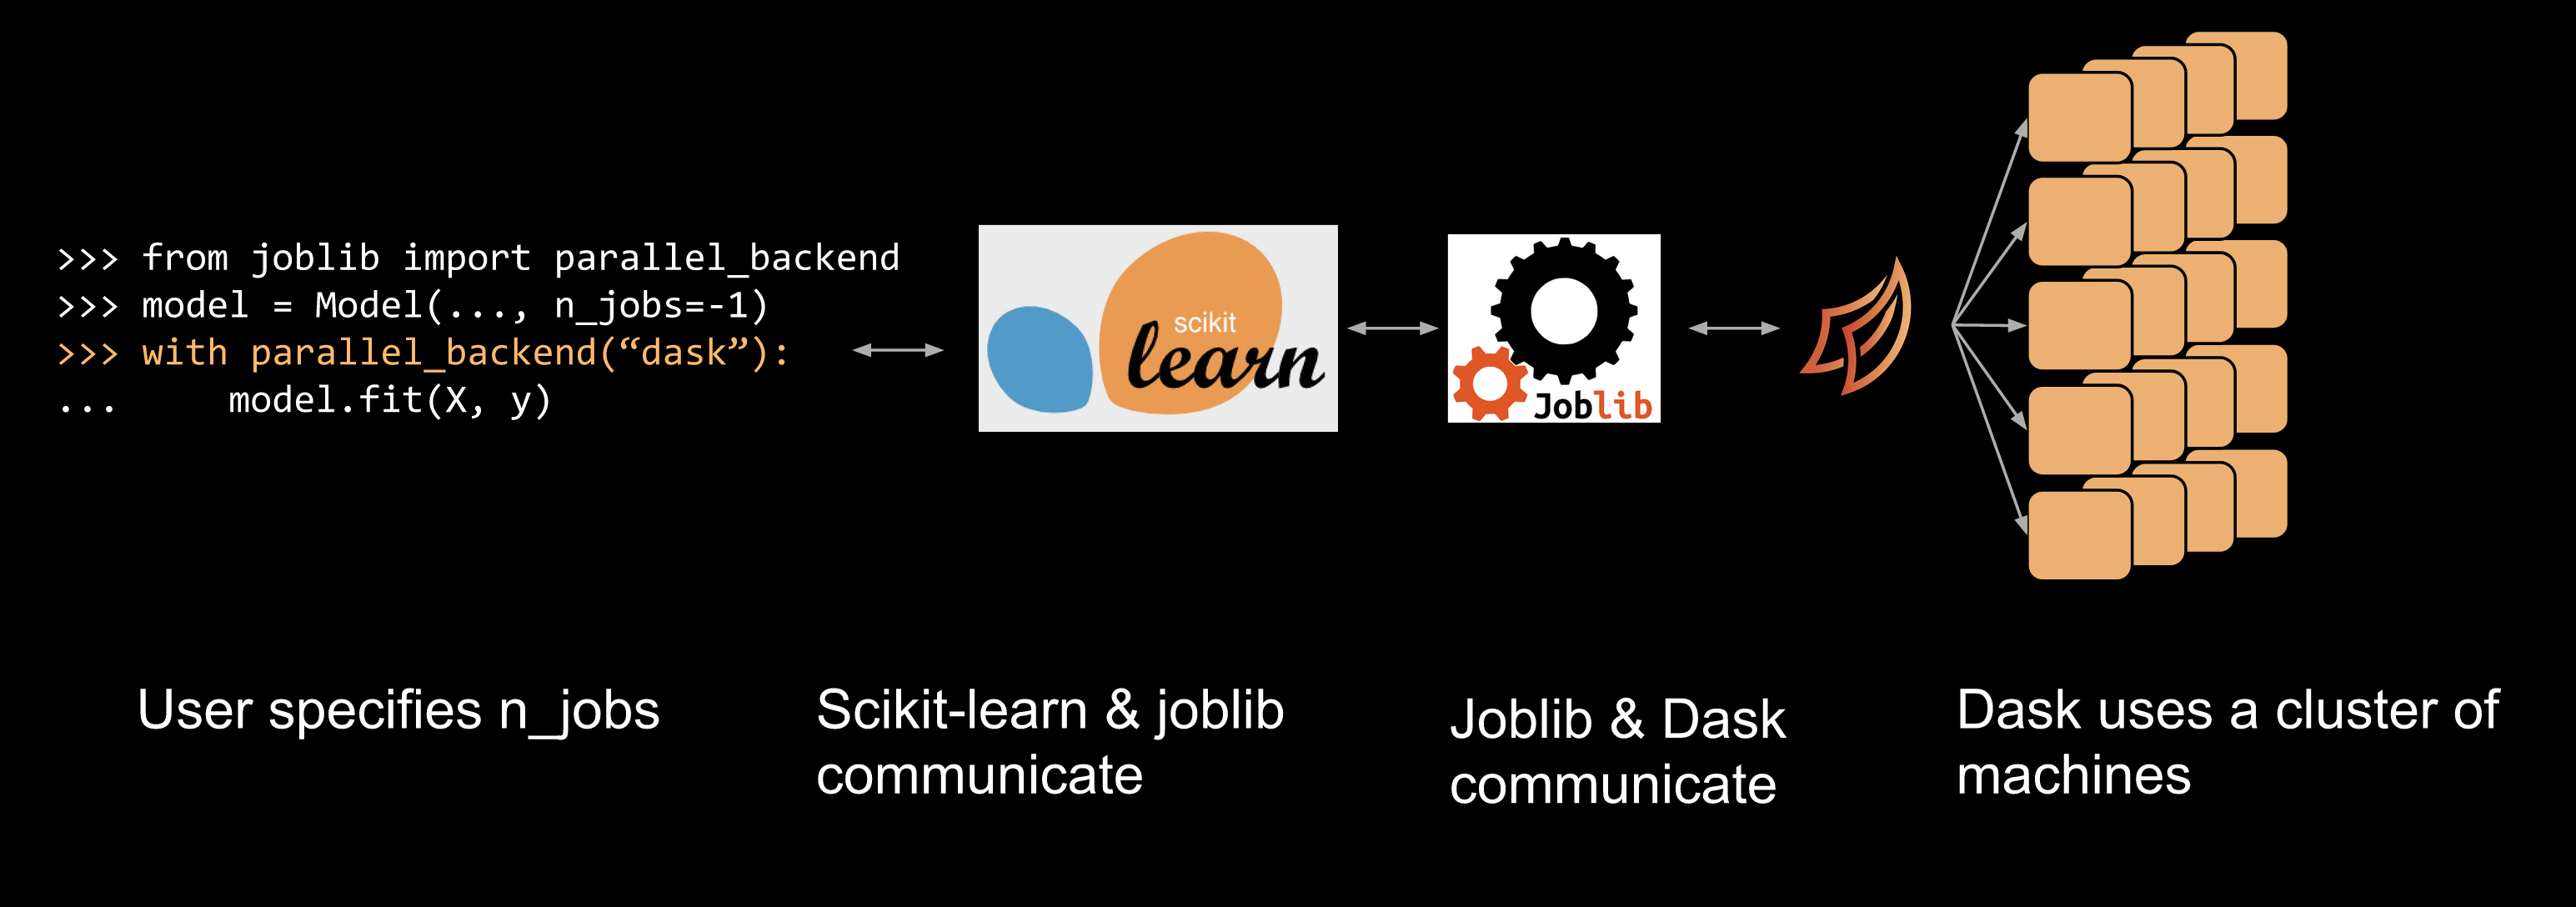 >>> from joblib import parallel_backend
>>> model = Model(..., n_jobs=-1)
>>> with parallel_backend(“dask”):
...     model.fit(X, y)
scikit
learn
Joblib
User specifies n_jobs
Scikit-learn & joblib
communicate
Joblib & Dask
communicate
Dask uses a cluster of
machines